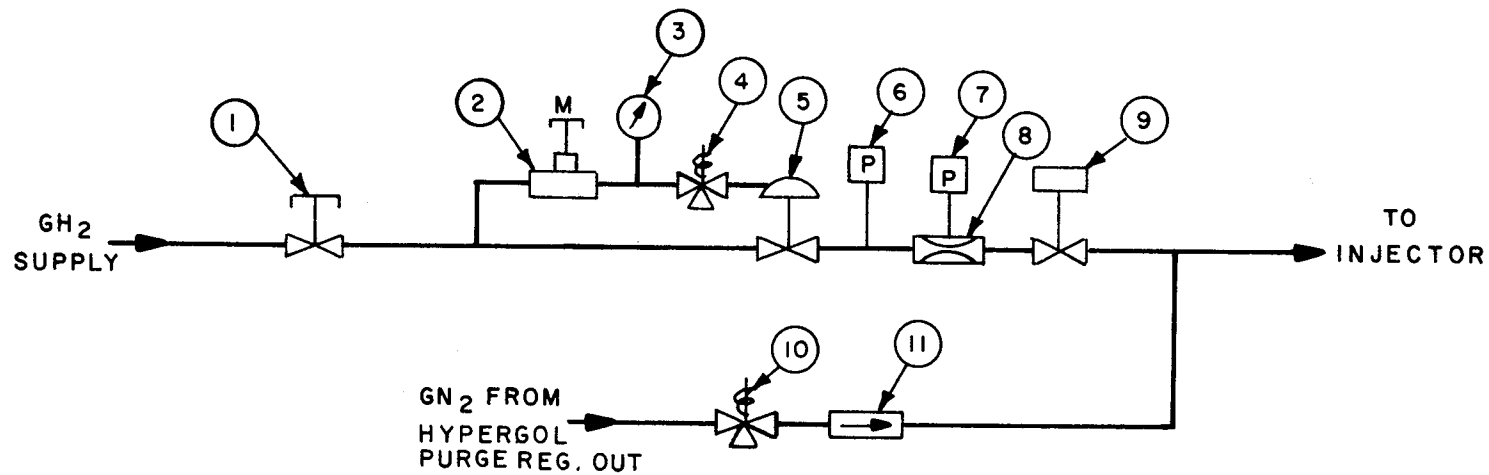 1
2
M
3
4
5
6
P
7
P
8
9
GH2
SUPPLY
TO
INJECTOR
10
11
GN2 FROM
HYPERGOL
PURGE REG. OUT